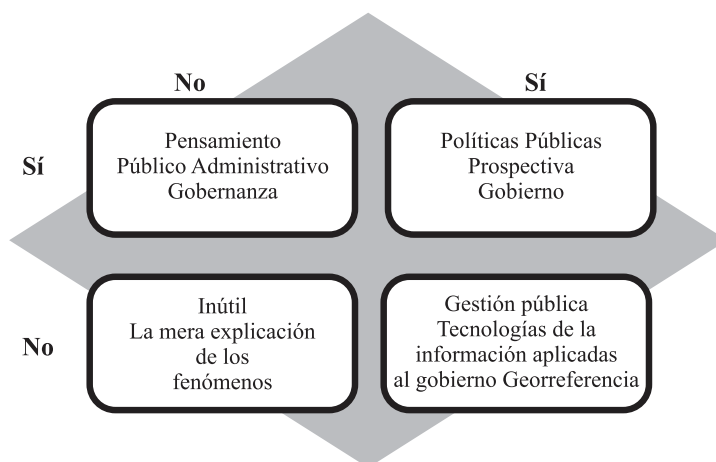 No
Sí
Sí
Pensamiento
Público Administrativo
Gobernanza
Políticas Públicas
Prospectiva
Gobierno
No
Inútil
La mera explicación
de los
fenómenos
Gestión pública
Tecnologías de la
información aplicadas
al gobierno Georreferencia